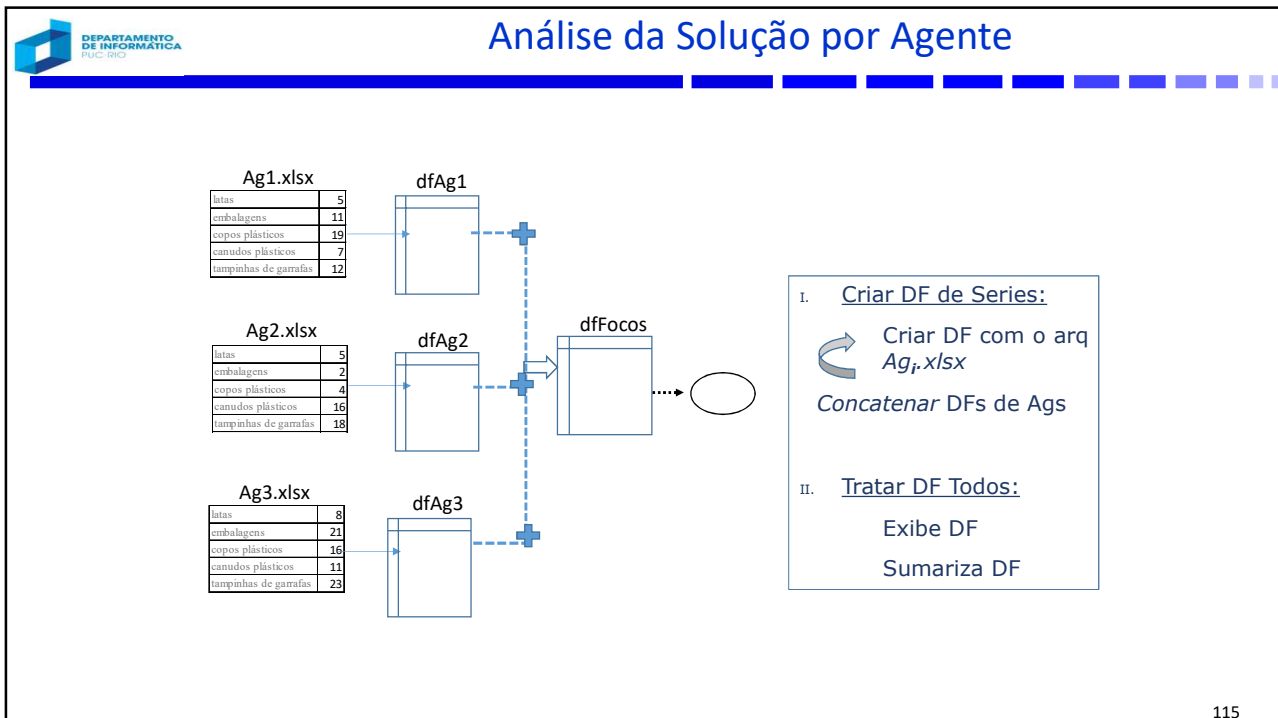 DEPARTAMENTO
DE INFORMÁTICA
PUC-RIO
Análise da Solução por Agente
Ag1.xlsx
latas 5
embalagens 11
copos plásticos 19
canudos plásticos 7
tampinhas de garrafas 12
dfAg1
Ag2.xlsx
latas 5
embalagens 2
copos plásticos 4
canudos plásticos 16
tampinhas de garrafas 18
dfAg2
Ag3.xlsx
latas 8
embalagens 21
copos plásticos 16
canudos plásticos 11
tampinhas de garrafas 23
dfAg3
dfFocos
I. Criar DF de Series:
Criar DF com o arq
Agi.xlsx
Concatenar DFs de Ags
II. Tratar DF Todos:
Exibe DF
Sumariza DF
115